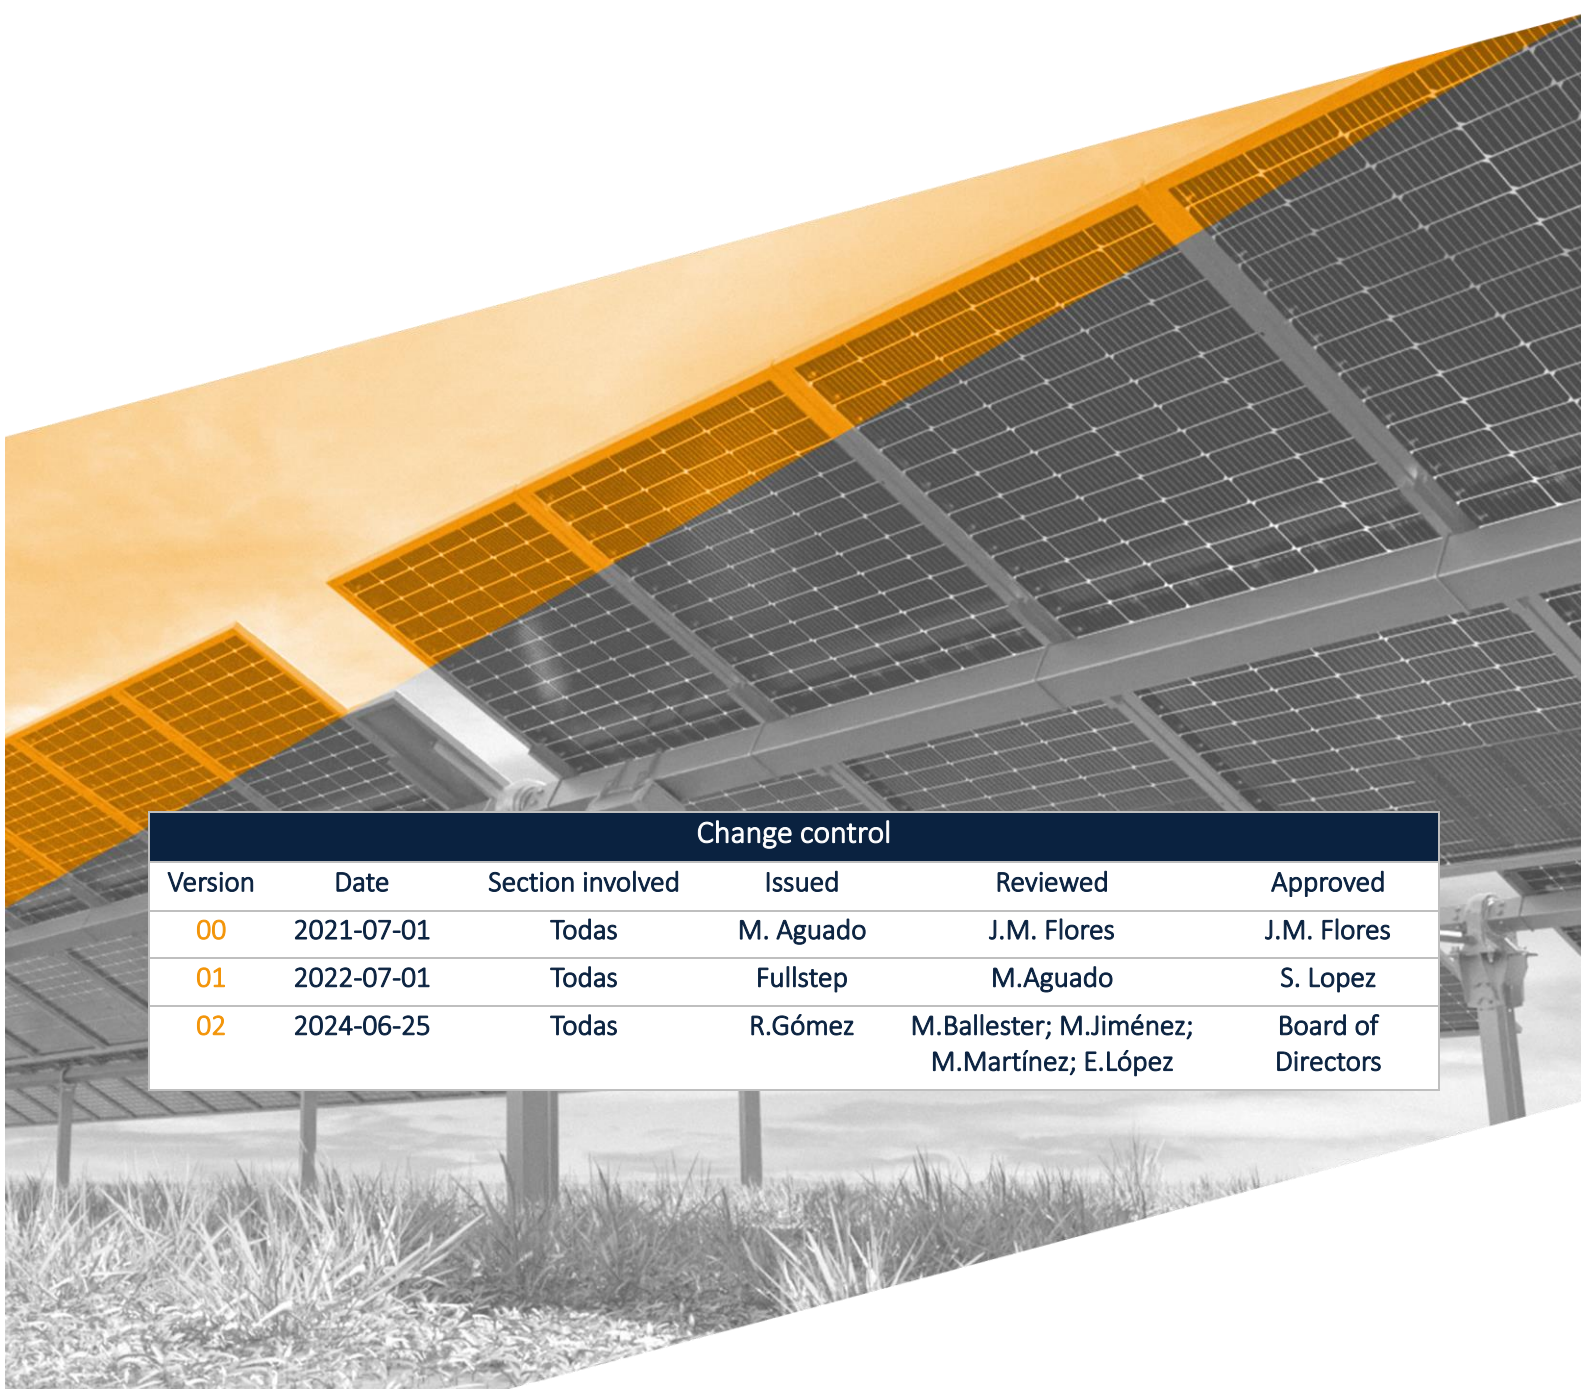 Change control
Version Date Section involved Issued Reviewed Approved
00 2021-07-01 Todas M. Aguado J.M. Flores J.M. Flores
01 2022-07-01 Todas Fullstep M.Aguado S. Lopez
02 2024-06-25 Todas R.Gómez M.Ballester; M.Jiménez; Board of
M.Martínez; E.López Directors